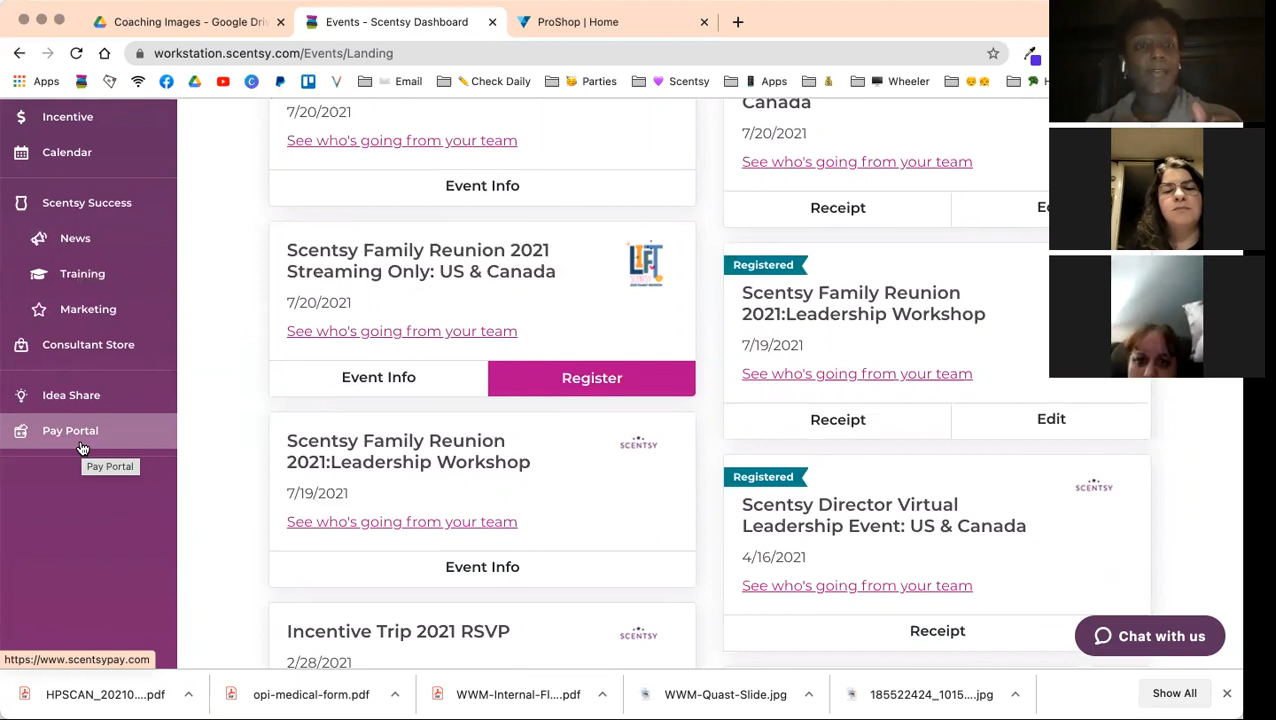 Coaching Images - Google Dri
Events - Scentsy Dashboard
ProShop | Home
workstation.scentsy.com/Events/Landing
Apps
Email
Check Daily
Parties
Scentsy
Apps
Wheeler
Incentive
Calendar
Scentsy Success
News
Training
Marketing
Consultant Store
Idea Share
Pay Portal
Pay Portal
https://www.scentsypay.com
7/20/2021
See who's going from your team
Event Info
Scentsy Family Reunion 2021
Streaming Only: US & Canada
LIFT
7/20/2021
See who's going from your team
Event Info
Register
Scentsy Family Reunion
2021:Leadership Workshop
SCENTSY
7/19/2021
See who's going from your team
Event Info
Incentive Trip 2021 RSVP
SCENTSY
2/28/2021
Canada
7/20/2021
See who's going from your team
Receipt
Registered
Scentsy Family Reunion
2021:Leadership Workshop
7/19/2021
See who's going from your team
Receipt
Edit
Registered
Scentsy Director Virtual
Leadership Event: US & Canada
SCENTSY
4/16/2021
See who's going from your team
Receipt
Chat with us
HPSCAN_20210....pdf
opi-medical-form.pdf
WWM-Internal-Fl....pdf
WWM-Quast-Slide.jpg
185522424_1015....jpg
Show All